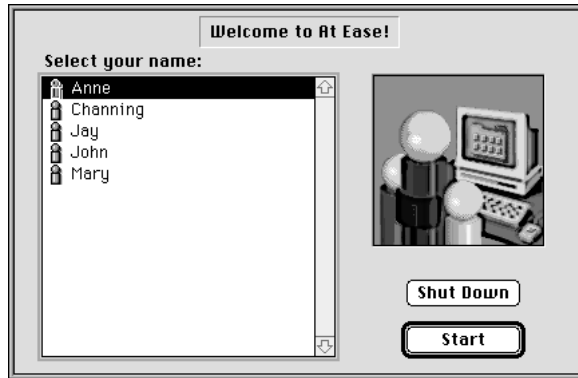 Welcome to At Ease!
Select your name:
Anne
Channing
Jay
John
Mary
Shut Down
Start